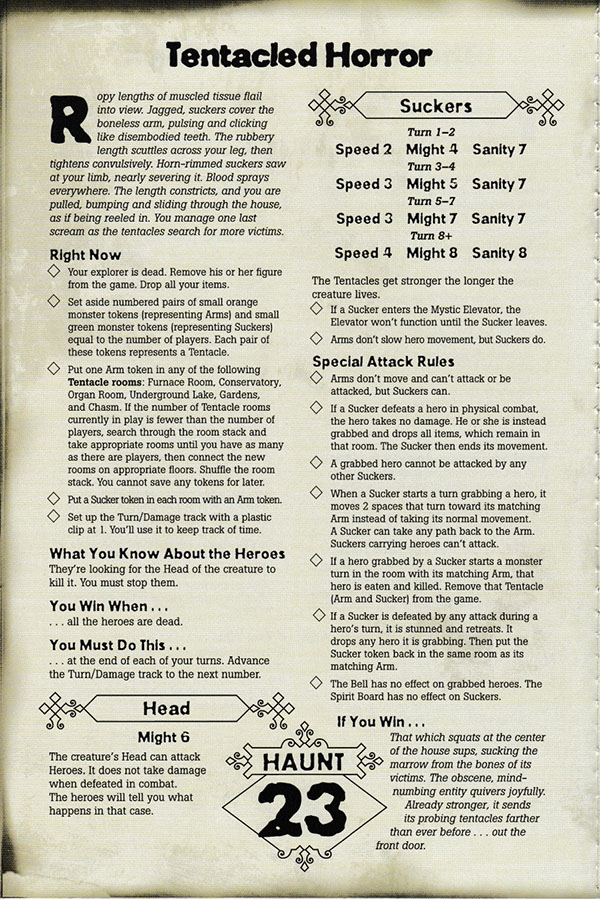 Tentacled Horror
Ropy lengths of muscled tissue flail
into view. Jagged, suckers cover the
boneless arm, pulsing and clicking
like disembodied teeth. The rubbery
length scuttles across your leg, then
tightens convulsively. Horn-rimmed suckers saw
at your limb, nearly severing it. Blood sprays
everywhere. The length constricts, and you are
pulled, bumping and sliding through the house,
as if being reeled in. You manage one last
scream as the tentacles search for more victims.
Right Now
Your explorer is dead. Remove his or her figure
from the game. Drop all your items.
Set aside numbered pairs of small orange
monster tokens (representing Arms) and small
green monster tokens (representing Suckers)
equal to the number of players. Each pair of
these tokens represents a Tentacle.
Put one Arm token in any of the following
Tentacle rooms: Furnace Room, Conservatory,
Organ Room, Underground Lake, Gardens,
and Chasm. If the number of Tentacle rooms
currently in play is fewer than the number of
players, search through the room stack and
take appropriate rooms until you have as many
as there are players, then connect the new
rooms on appropriate floors. Shuffle the room
stack. You cannot save any tokens for later.
Put a Sucker token in each room with an Arm token.
Set up the Turn/Damage track with a plastic
clip at 1. You'll use it to keep track of time.
What You Know About the Heroes
They're looking for the Head of the creature to
kill it. You must stop them.
You Win When . . .
. . . all the heroes are dead.
You Must Do This . . .
. . . at the end of each of your turns. Advance
the Turn/Damage track to the next number.
Head
Might 6
The creature's Head can attack
Heroes. It does not take damage
when defeated in combat.
The heroes will tell you what
happens in that case.
Suckers
Turn 1–2
Speed 2 Might 4 Sanity 7
Turn 3–4
Speed 3 Might 5 Sanity 7
Turn 5–7
Speed 3 Might 7 Sanity 7
Turn 8+
Speed 4 Might 8 Sanity 8
The Tentacles get stronger the longer the
creature lives.
If a Sucker enters the Mystic Elevator, the
Elevator won't function until the Sucker leaves.
Arms don't slow hero movement, but Suckers do.
Special Attack Rules
Arms don't move and can't attack or be
attacked, but Suckers can.
If a Sucker defeats a hero in physical combat,
the hero takes no damage. He or she is instead
grabbed and drops all items, which remain in
that room. The Sucker then ends its movement.
A grabbed hero cannot be attacked by any
other Suckers.
When a Sucker starts a turn grabbing a hero, it
moves 2 spaces that turn toward its matching
Arm instead of taking its normal movement.
A Sucker can take any path back to the Arm.
Suckers carrying heroes can't attack.
If a hero grabbed by a Sucker starts a monster
turn in the room with its matching Arm, that
hero is eaten and killed. Remove that Tentacle
(Arm and Sucker) from the game.
If a Sucker is defeated by any attack during a
hero's turn, it is stunned and retreats. It
drops any hero it is grabbing. Then put the
Sucker token back in the same room as its
matching Arm.
The Bell has no effect on grabbed heroes. The
Spirit Board has no effect on Suckers.
If You Win . . .
That which squats at the center
of the house sups, sucking the
marrow from the bones of its
victims. The obscene, mind-
numbing entity quivers joyfully.
Already stronger, it sends
its probing tentacles farther
than ever before . . . out the
front door.
HAUNT
23